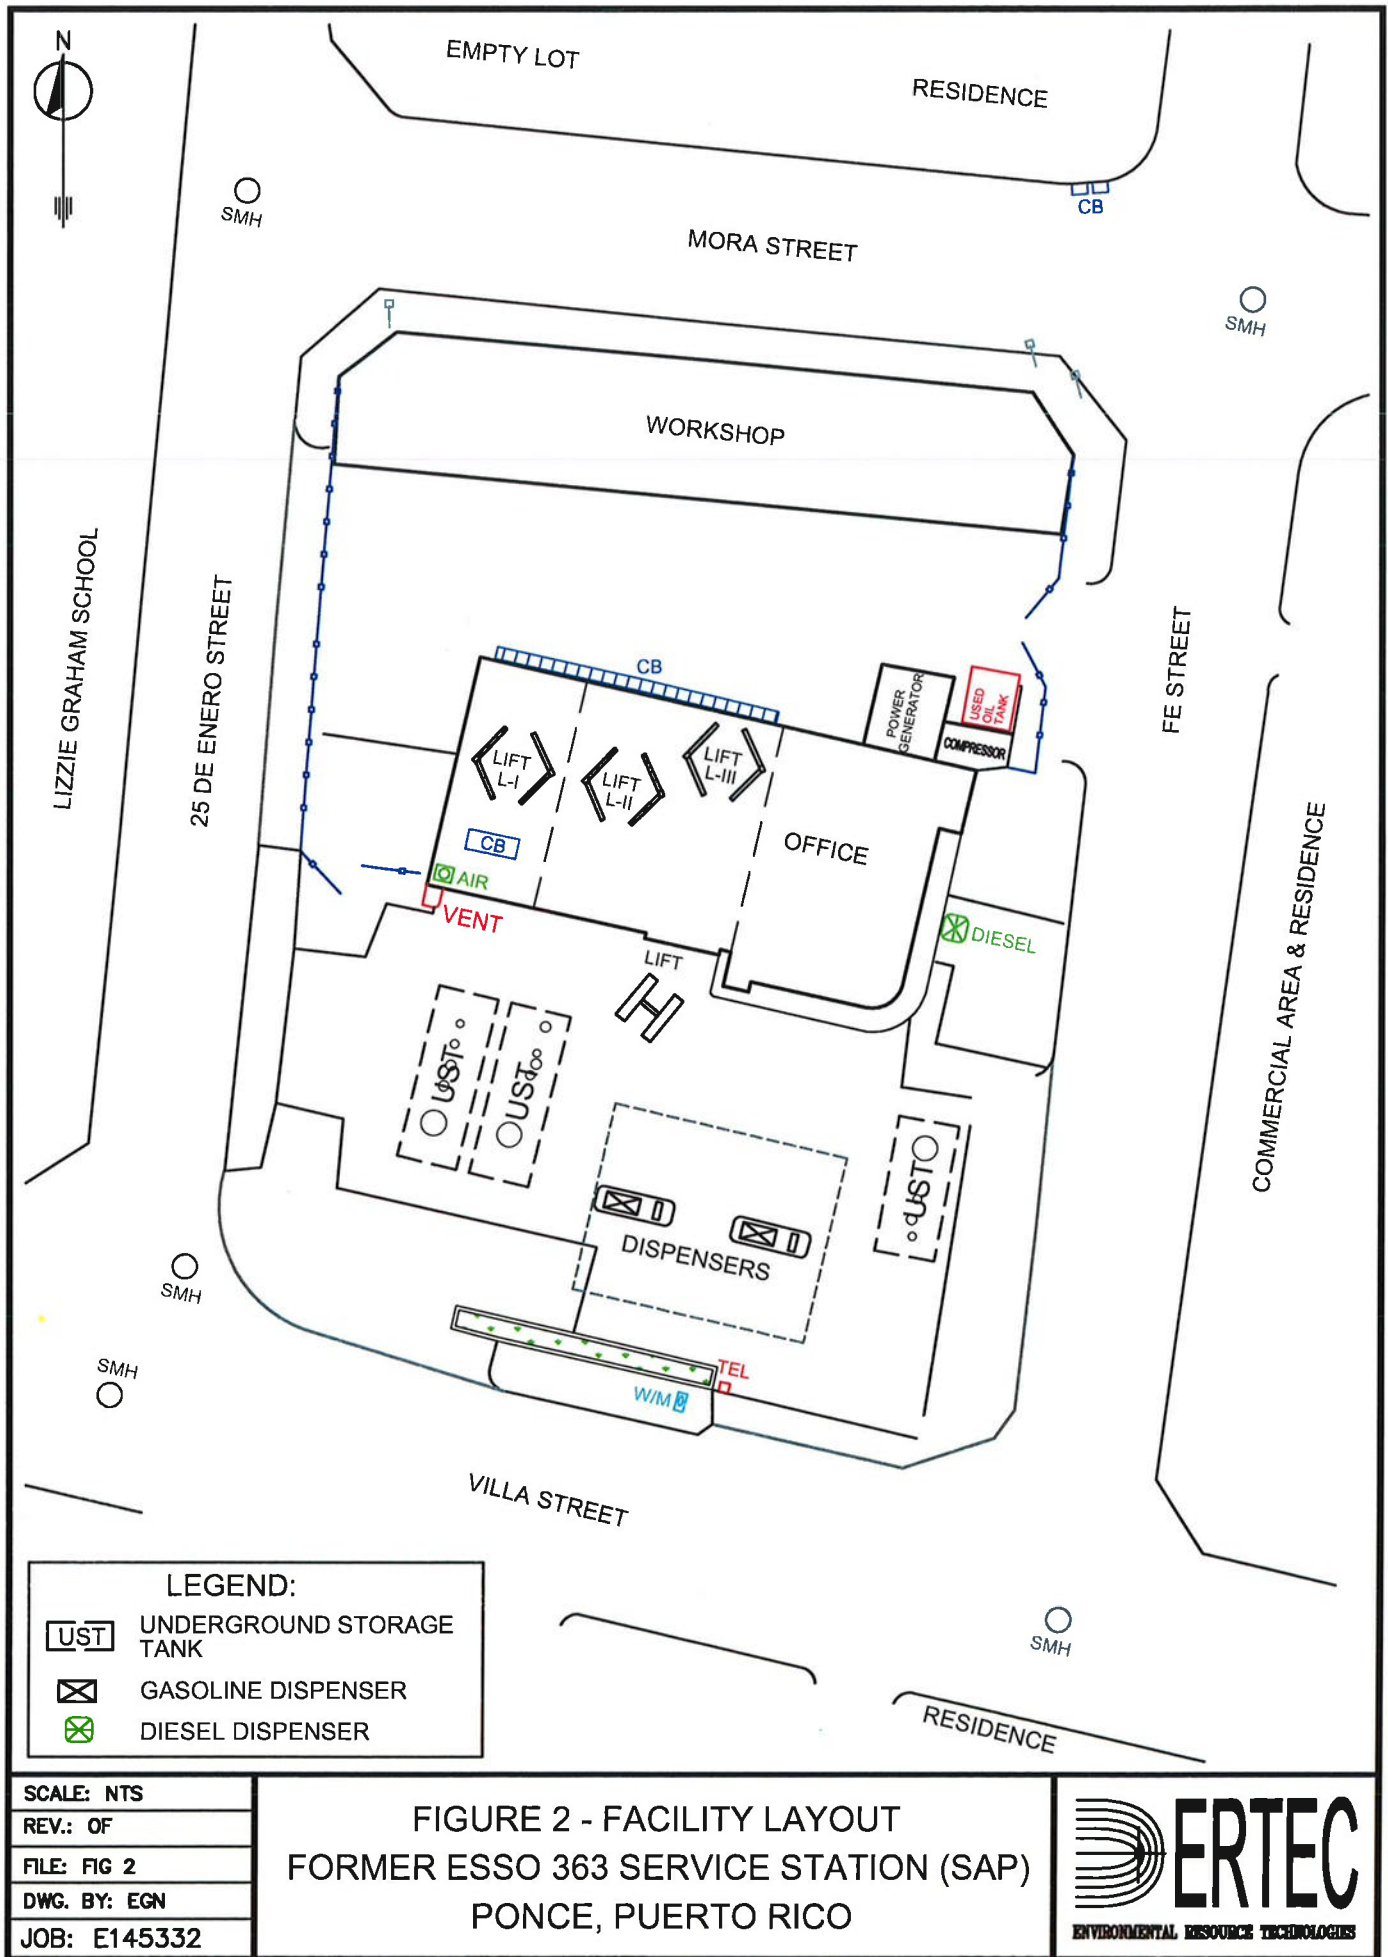 N
EMPTY LOT
RESIDENCE
SMH
CB
MORA STREET
SMH
WORKSHOP
LIZZIE GRAHAM SCHOOL
25 DE ENERO STREET
FE STREET
COMMERCIAL AREA & RESIDENCE
CB
POWER
GENERATOR
USED
OIL
TANK
COMPRESSOR
LIFT
L-I
LIFT
L-II
LIFT
L-III
CB
OFFICE
AIR
VENT
DIESEL
LIFT
UST
UST
UST
DISPENSERS
SMH
SMH
TEL
W/M
VILLA STREET
SMH
RESIDENCE
LEGEND:
UST
UNDERGROUND STORAGE
TANK
GASOLINE DISPENSER
DIESEL DISPENSER
SCALE: NTS
REV.: OF
FILE: FIG 2
DWG. BY: EGN
JOB: E145332
FIGURE 2 - FACILITY LAYOUT
FORMER ESSO 363 SERVICE STATION (SAP)
PONCE, PUERTO RICO
ERTEC
ENVIRONMENTAL RESOURCE TECHNOLOGIES